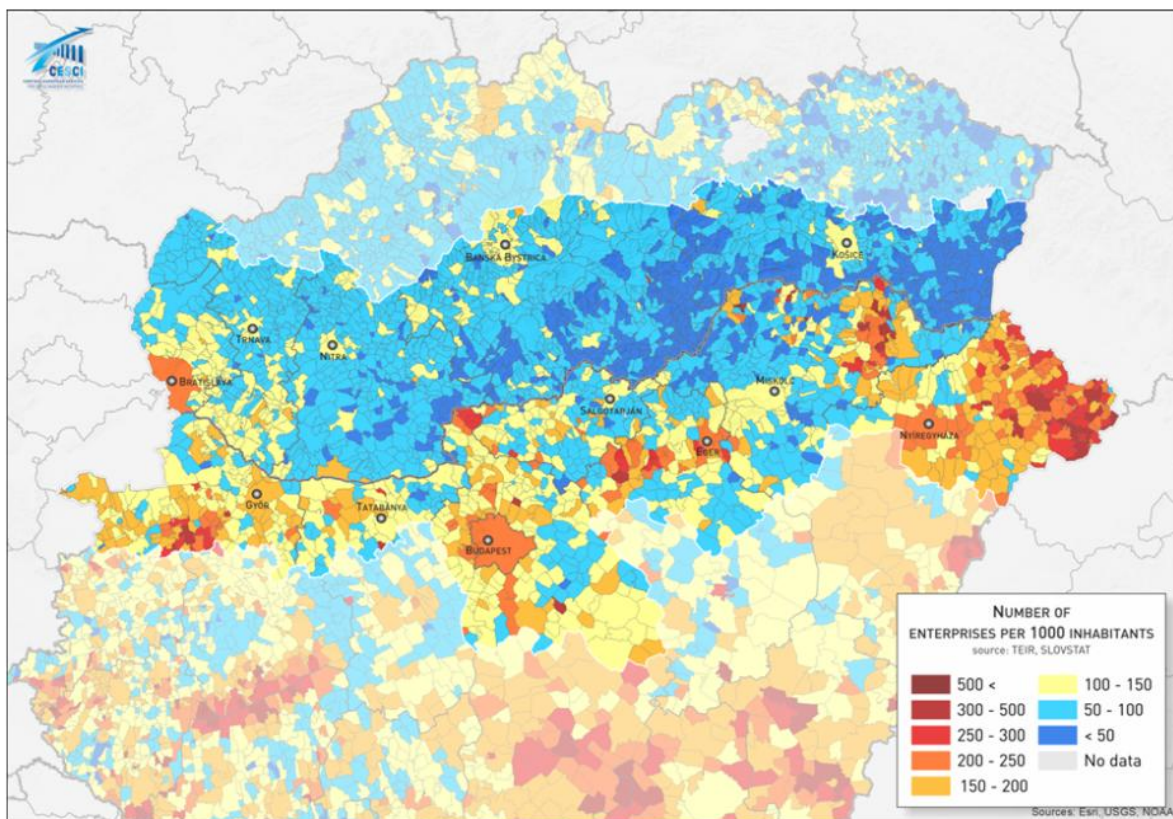 CESCI
BANSKÁ BYSTRICA
KOŠICE
TRNAVA
NITRA
BRATISLAVA
MISKOLC
SALGÓTARJÁN
NYÍREGYHÁZA
EGER
GYŐR
TATABÁNYA
BUDAPEST
NUMBER OF
ENTERPRISES PER 1000 INHABITANTS
source: TEIR, SLOVSTAT
500 < 100 - 150
300 - 500 50 - 100
250 - 300 < 50
200 - 250 No data
150 - 200
Sources: Esri, USGS, NOAA